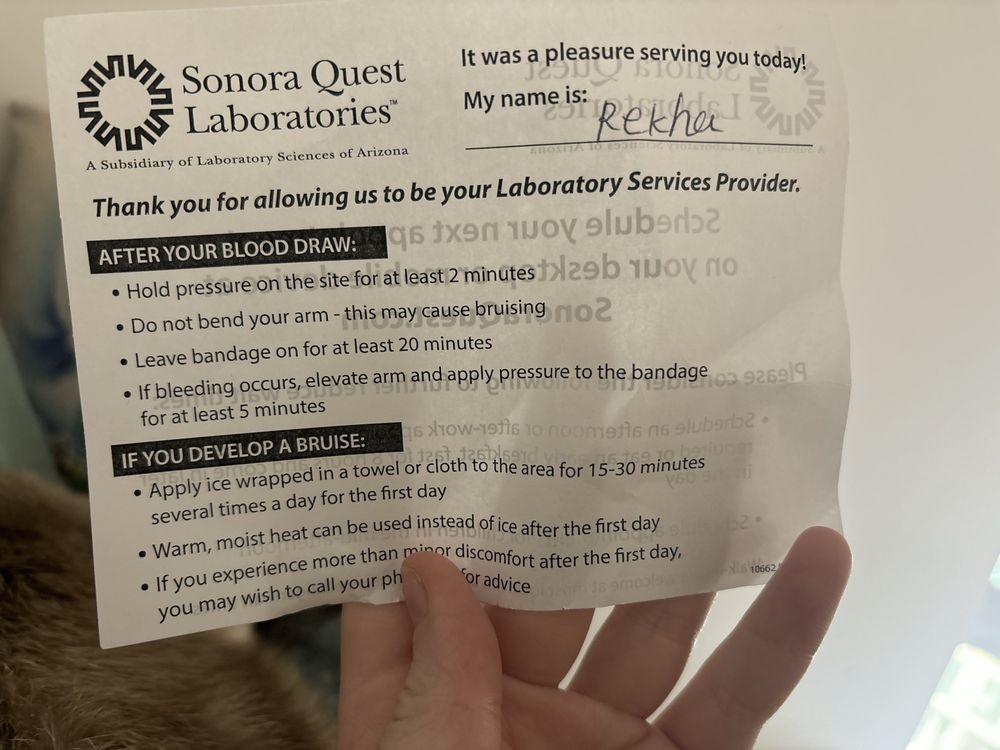 Sonora Quest
Laboratories™
A Subsidiary of Laboratory Sciences of Arizona
It was a pleasure serving you today!
My name is: Rekha
Thank you for allowing us to be your Laboratory Services Provider.
AFTER YOUR BLOOD DRAW:
• Hold pressure on the site for at least 2 minutes
• Do not bend your arm - this may cause bruising
• Leave bandage on for at least 20 minutes
• If bleeding occurs, elevate arm and apply pressure to the bandage
for at least 5 minutes
IF YOU DEVELOP A BRUISE:
• Apply ice wrapped in a towel or cloth to the area for 15-30 minutes
several times a day for the first day
• Warm, moist heat can be used instead of ice after the first day
• If you experience more than minor discomfort after the first day,
you may wish to call your for advice
10662